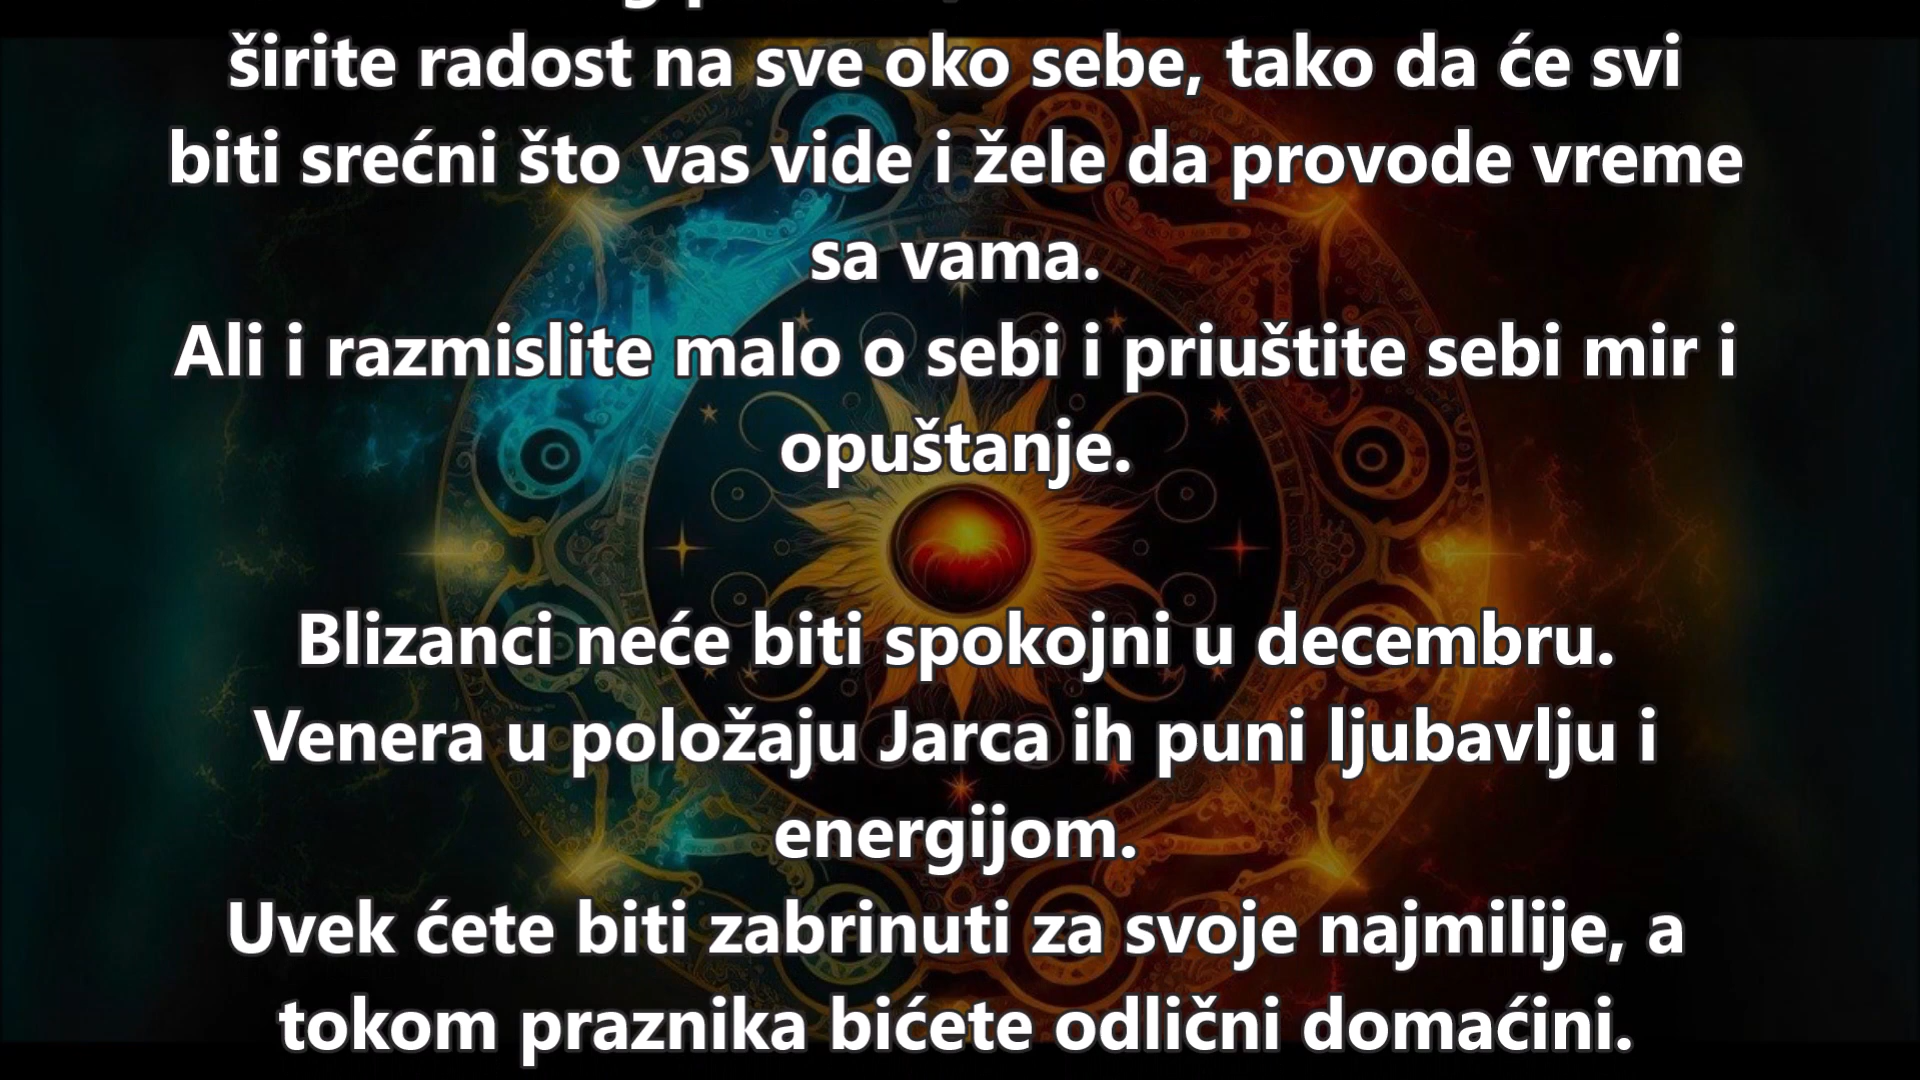 širite radost na sve oko sebe, tako da će svi
biti srećni što vas vide i žele da provode vreme
sa vama.
Ali i razmislite malo o sebi i priuštite sebi mir i
opuštanje.
Blizanci neće biti spokojni u decembru.
Venera u položaju Jarca ih puni ljubavlju i
energijom.
Uvek ćete biti zabrinuti za svoje najmilije, a
tokom praznika bićete odlični domaćini.